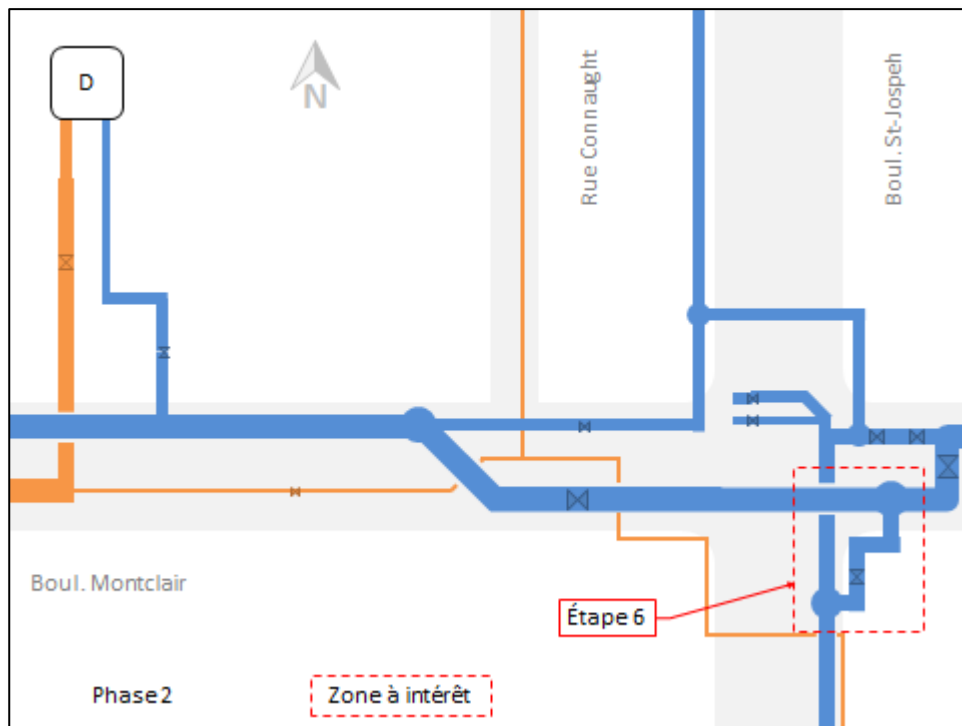 D
N
Rue Connaught
Boul. St-Jospeh
Boul. Montclair
Étape 6
Phase 2
Zone à intérêt